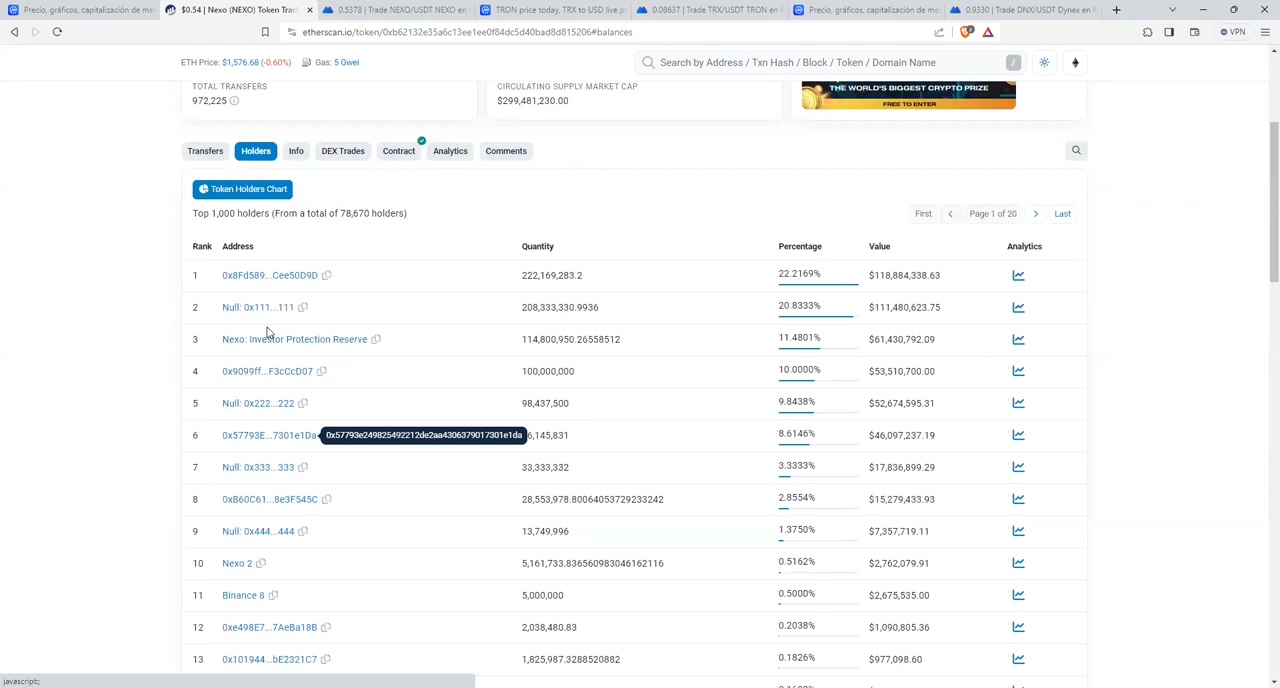 Precio, gráficos, capitalización de me
$0.54 | Nexo (NEXO) Token Trac
0.5378 | Trade NEXO/USDT NEXO en
TRON price today, TRX to USD live pr
0.08637 | Trade TRX/USDT TRON en M
Precio, gráficos, capitalización de me
0.9330 | Trade DNX/USDT Dynex en M
etherscan.io/token/0xb62132e35a6c13ee1ee0f84dc5d40bad8d815206#balances
VPN
ETH Price: $1,576.68 (-0.60%) Gas: 5 Gwei
Search by Address / Txn Hash / Block / Token / Domain Name /
TOTAL TRANSFERS
972,225
CIRCULATING SUPPLY MARKET CAP
$299,481,230.00
THE WORLD'S BIGGEST CRYPTO PRIZE
FREE TO ENTER
Transfers Holders Info DEX Trades Contract Analytics Comments
Token Holders Chart
Top 1,000 holders (From a total of 78,670 holders)
First Page 1 of 20 Last
Rank Address Quantity Percentage Value Analytics
1 0x8Fd589...Cee50D9D 222,169,283.2 22.2169% $118,884,338.63
2 Null: 0x111...111 208,333,330.9936 20.8333% $111,480,623.75
3 Nexo: Investor Protection Reserve 114,800,950.26558512 11.4801% $61,430,792.09
4 0x9099ff...F3cCcD07 100,000,000 10.0000% $53,510,700.00
5 Null: 0x222...222 98,437,500 9.8438% $52,674,595.31
6 0x57793E...7301e1Da 0x57793e249825492212de2aa4306379017301e1da 6,145,831 8.6146% $46,097,237.19
7 Null: 0x333...333 33,333,332 3.3333% $17,836,899.29
8 0xB60C61...8e3F545C 28,553,978.80064053729233242 2.8554% $15,279,433.93
9 Null: 0x444...444 13,749,996 1.3750% $7,357,719.11
10 Nexo 2 5,161,733.836560983046162116 0.5162% $2,762,079.91
11 Binance 8 5,000,000 0.5000% $2,675,535.00
12 0xe498E7...7AeBa18B 2,038,480.83 0.2038% $1,090,805.36
13 0x101944...bE2321C7 1,825,987.3288520882 0.1826% $977,098.60
javascript:;